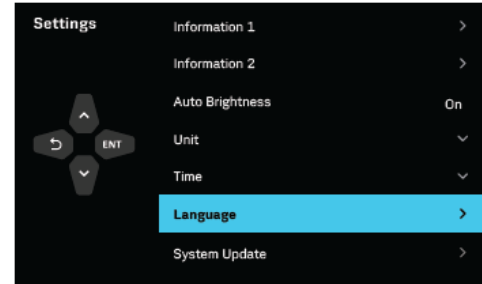 Settings
Information 1
Information 2
Auto Brightness On
Unit
ENT
Time
Language
System Update